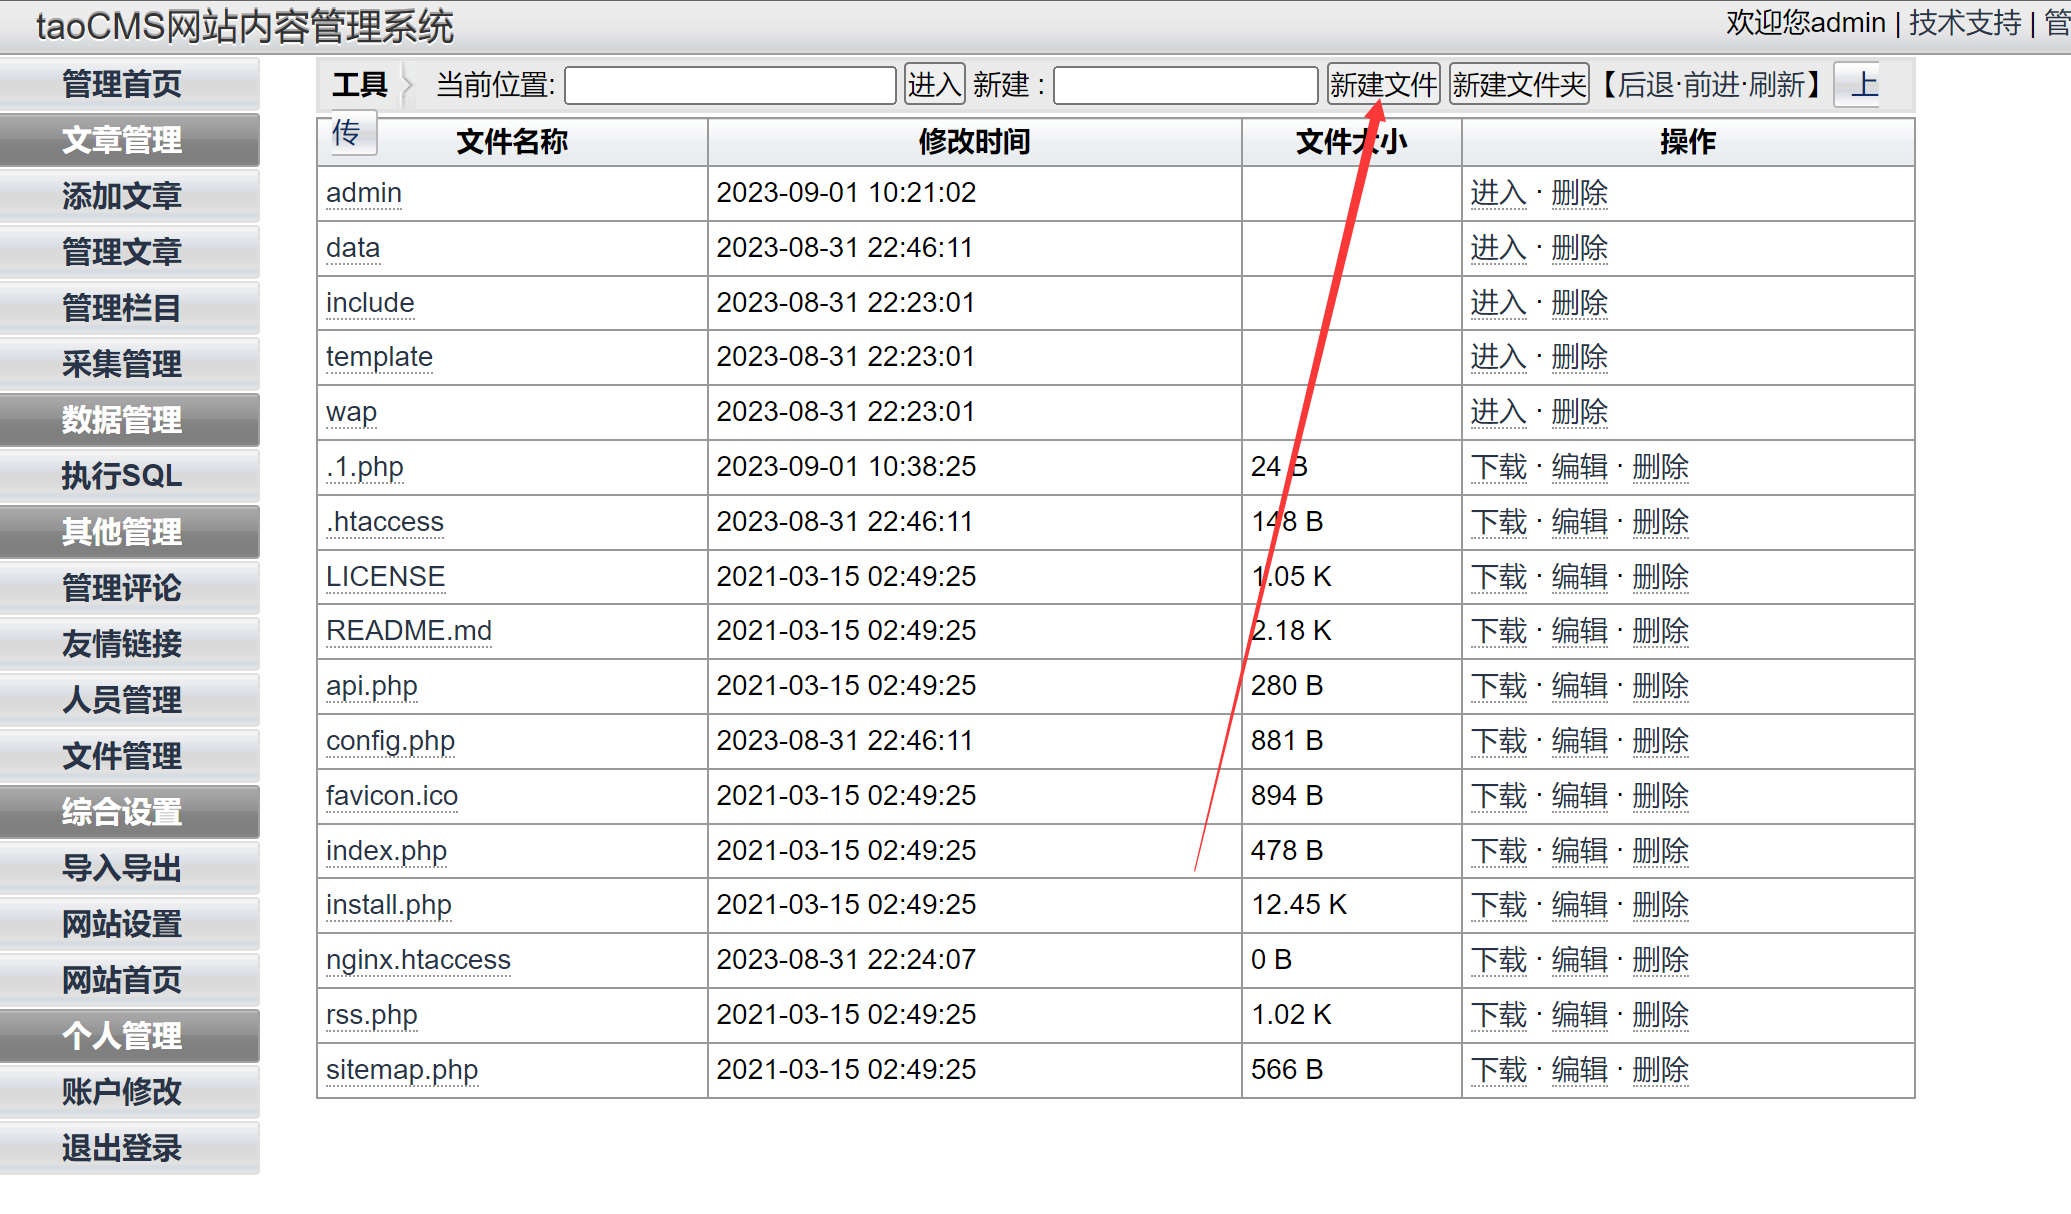 taoCMS网站内容管理系统
欢迎您admin | 技术支持 | 管
管理首页
文章管理
添加文章
管理文章
管理栏目
采集管理
数据管理
执行SQL
其他管理
管理评论
友情链接
人员管理
文件管理
综合设置
导入导出
网站设置
网站首页
个人管理
账户修改
退出登录
工具 当前位置: 进入 新建 : 新建文件 新建文件夹 【后退·前进·刷新】 上
传
文件名称 修改时间 文件大小 操作
admin 2023-09-01 10:21:02 进入 · 删除
data 2023-08-31 22:46:11 进入 · 删除
include 2023-08-31 22:23:01 进入 · 删除
template 2023-08-31 22:23:01 进入 · 删除
wap 2023-08-31 22:23:01 进入 · 删除
.1.php 2023-09-01 10:38:25 24 B 下载 · 编辑 · 删除
.htaccess 2023-08-31 22:46:11 148 B 下载 · 编辑 · 删除
LICENSE 2021-03-15 02:49:25 1.05 K 下载 · 编辑 · 删除
README.md 2021-03-15 02:49:25 2.18 K 下载 · 编辑 · 删除
api.php 2021-03-15 02:49:25 280 B 下载 · 编辑 · 删除
config.php 2023-08-31 22:46:11 881 B 下载 · 编辑 · 删除
favicon.ico 2021-03-15 02:49:25 894 B 下载 · 编辑 · 删除
index.php 2021-03-15 02:49:25 478 B 下载 · 编辑 · 删除
install.php 2021-03-15 02:49:25 12.45 K 下载 · 编辑 · 删除
nginx.htaccess 2023-08-31 22:24:07 0 B 下载 · 编辑 · 删除
rss.php 2021-03-15 02:49:25 1.02 K 下载 · 编辑 · 删除
sitemap.php 2021-03-15 02:49:25 566 B 下载 · 编辑 · 删除